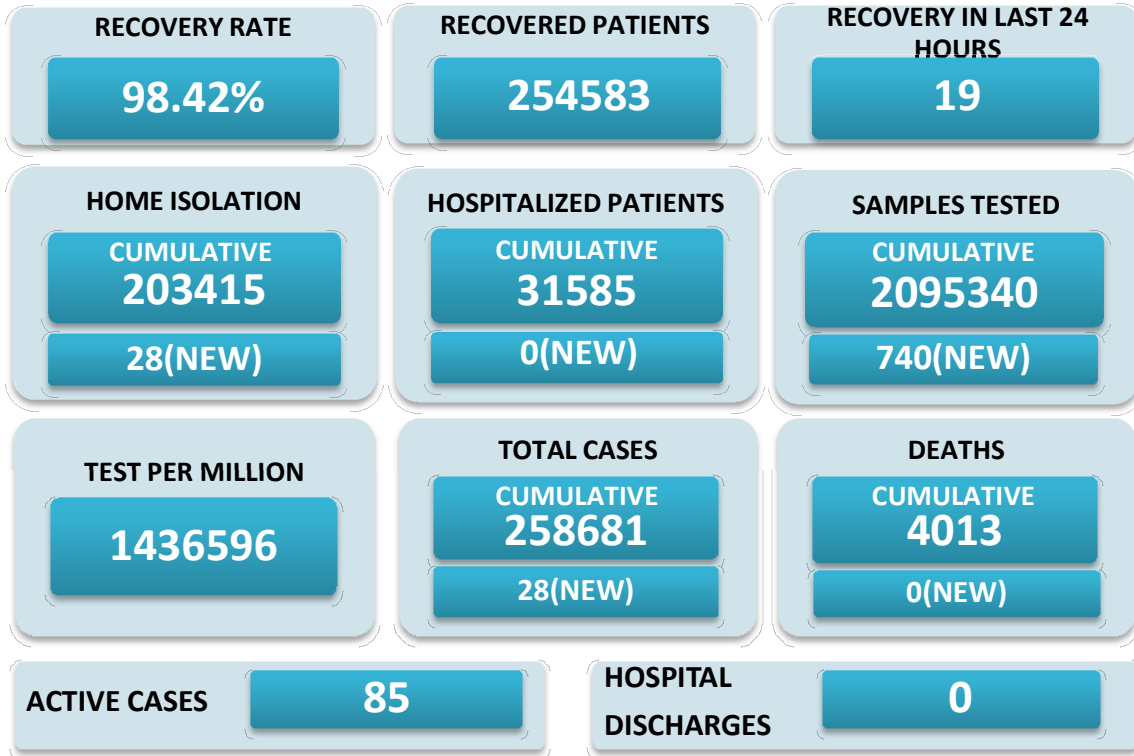 RECOVERY RATE
98.42%
RECOVERED PATIENTS
254583
RECOVERY IN LAST 24
HOURS
19
HOME ISOLATION
CUMULATIVE
203415
28(NEW)
HOSPITALIZED PATIENTS
CUMULATIVE
31585
0(NEW)
SAMPLES TESTED
CUMULATIVE
2095340
740(NEW)
TEST PER MILLION
1436596
TOTAL CASES
CUMULATIVE
258681
28(NEW)
DEATHS
CUMULATIVE
4013
0(NEW)
ACTIVE CASES
85
HOSPITAL
DISCHARGES
0